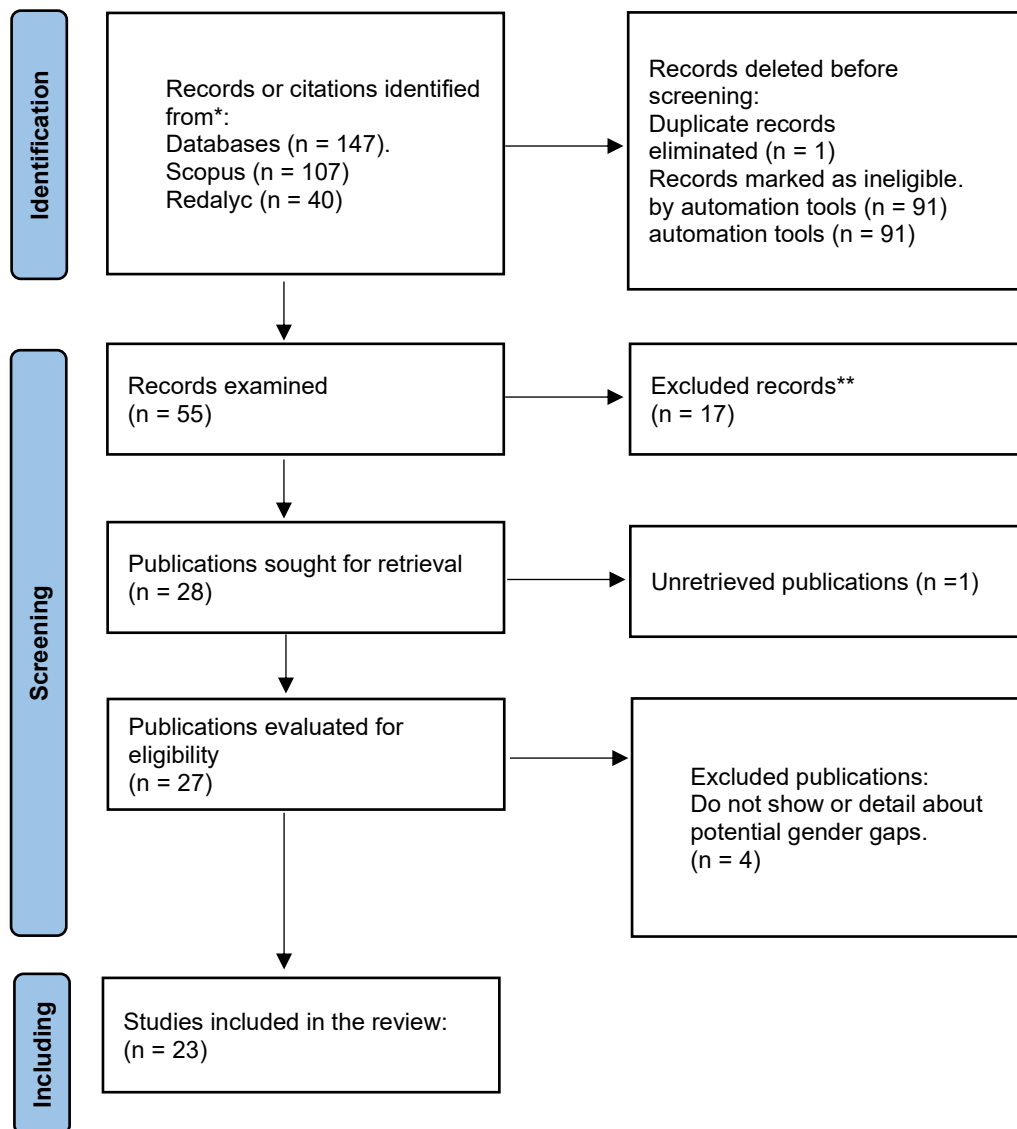 Identification
Records or citations identified
from*:
Databases (n = 147).
Scopus (n = 107)
Redalyc (n = 40)
Records deleted before
screening:
Duplicate records
eliminated (n = 1)
Records marked as ineligible.
by automation tools (n = 91)
automation tools (n = 91)
Screening
Records examined
(n = 55)
Excluded records**
(n = 17)
Publications sought for retrieval
(n = 28)
Unretrieved publications (n =1)
Publications evaluated for
eligibility
(n = 27)
Excluded publications:
Do not show or detail about
potential gender gaps.
(n = 4)
Including
Studies included in the review:
(n = 23)